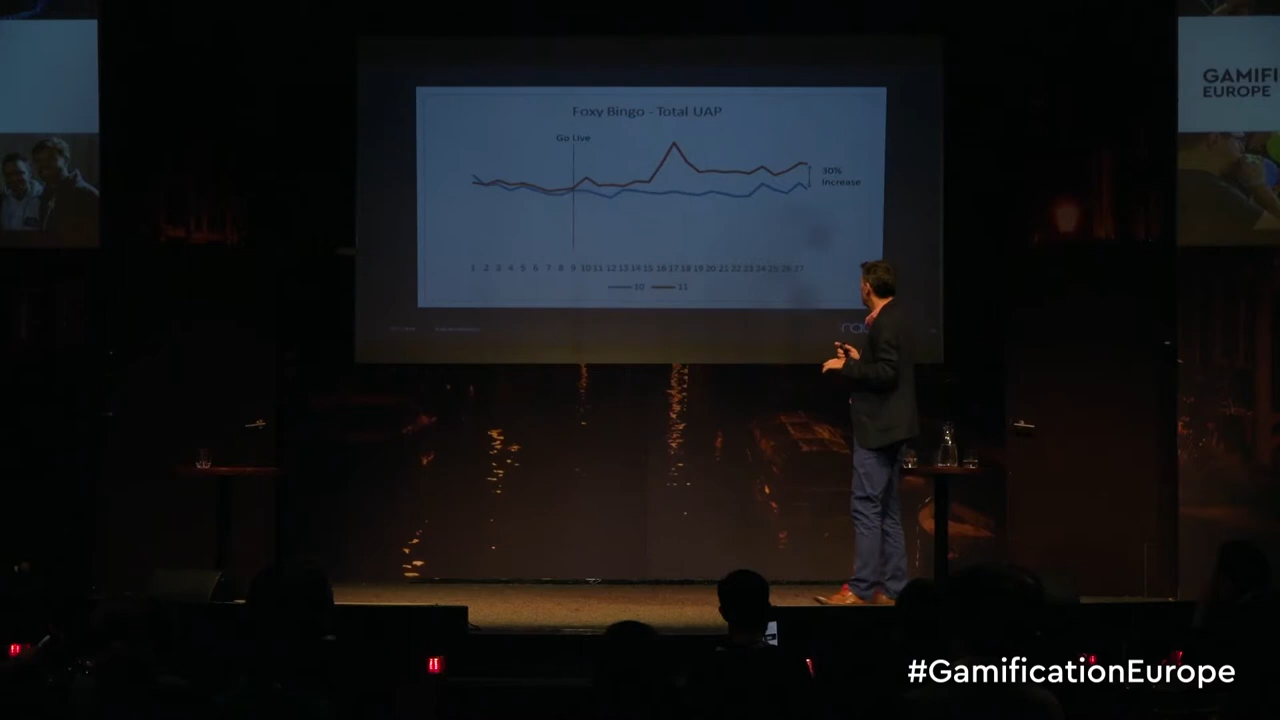 GAMIFI
EUROPE
Foxy Bingo - Total UAP
Go Live
30%
Increase
1 2 3 4 5 6 7 8 9 10 11 12 13 14 15 16 17 18 19 20 21 22 23 24 25 26 27
10 11
#GamificationEurope